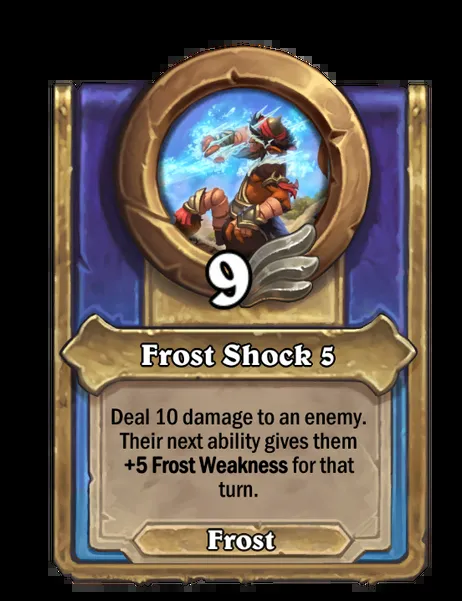 9
Frost Shock 5
Deal 10 damage to an enemy.
Their next ability gives them
+5 Frost Weakness for that
turn.
Frost